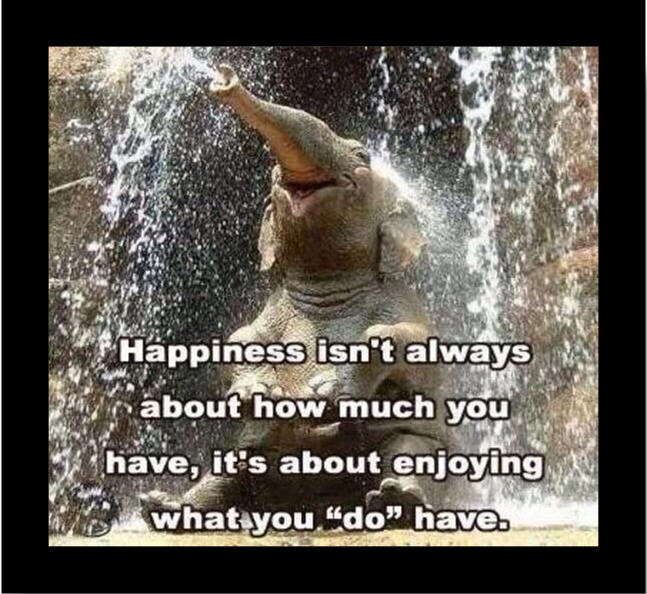 Happiness isn't always
about how much you
have, it's about enjoying
what you “do” have.